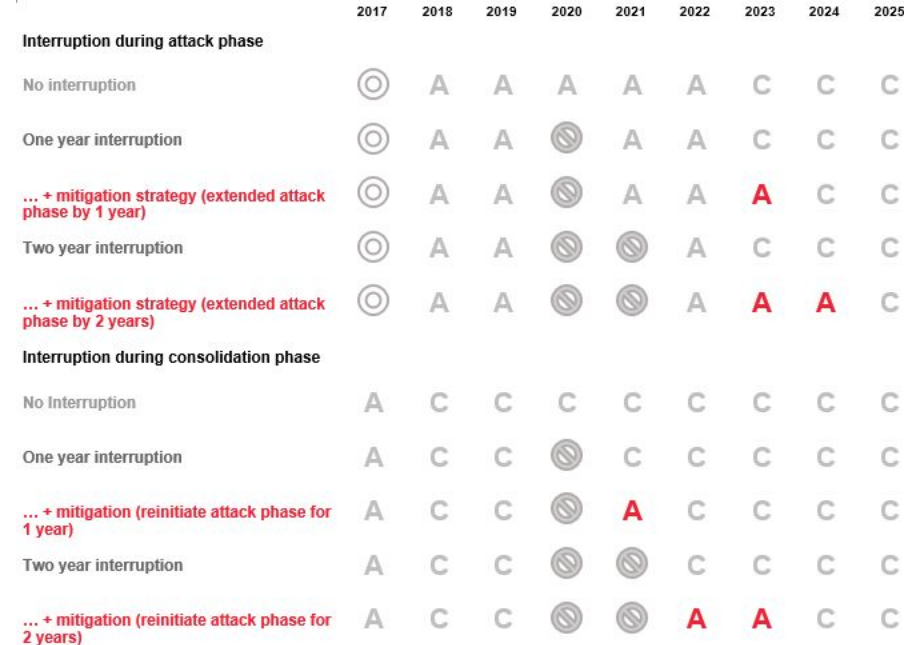 2017 2018 2019 2020 2021 2022 2023 2024 2025
Interruption during attack phase
No interruption A A A A A C C C
One year interruption A A A A C C C
... + mitigation strategy (extended attack
phase by 1 year) A A A A A C C
Two year interruption A A A C C C
... + mitigation strategy (extended attack
phase by 2 years) A A A A A C
Interruption during consolidation phase
No Interruption A C C C C C C C C
One year interruption A C C C C C C C
... + mitigation (reinitiate attack phase for
1 year) A C C A C C C C
Two year interruption A C C C C C C
... + mitigation (reinitiate attack phase for
2 years) A C C A A C C